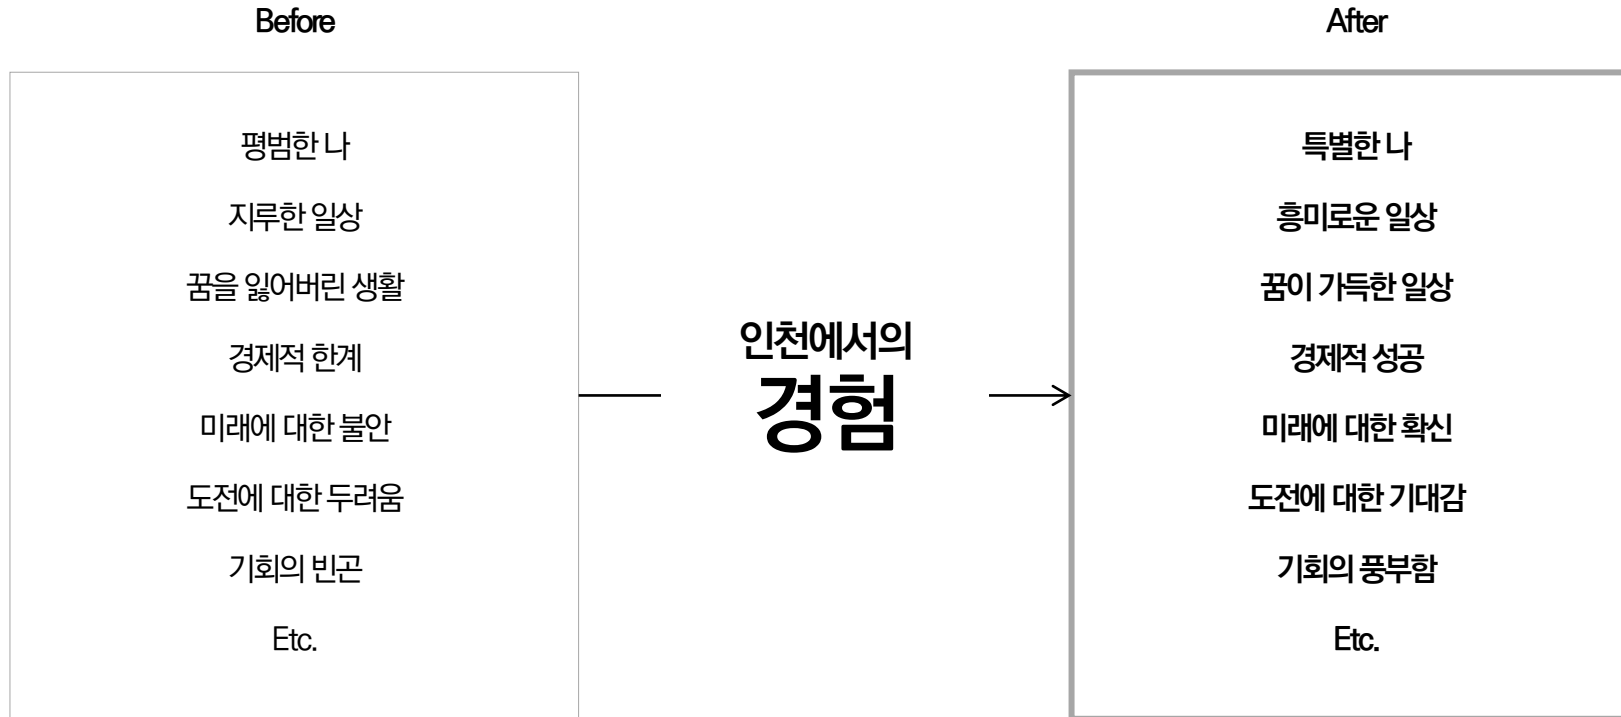 Before
평범한 나
지루한 일상
꿈을 잃어버린 생활
경제적 한계
미래에 대한 불안
도전에 대한 두려움
기회의 빈곤
Etc.
인천에서의
경험
After
특별한 나
흥미로운 일상
꿈이 가득한 일상
경제적 성공
미래에 대한 확신
도전에 대한 기대감
기회의 풍부함
Etc.